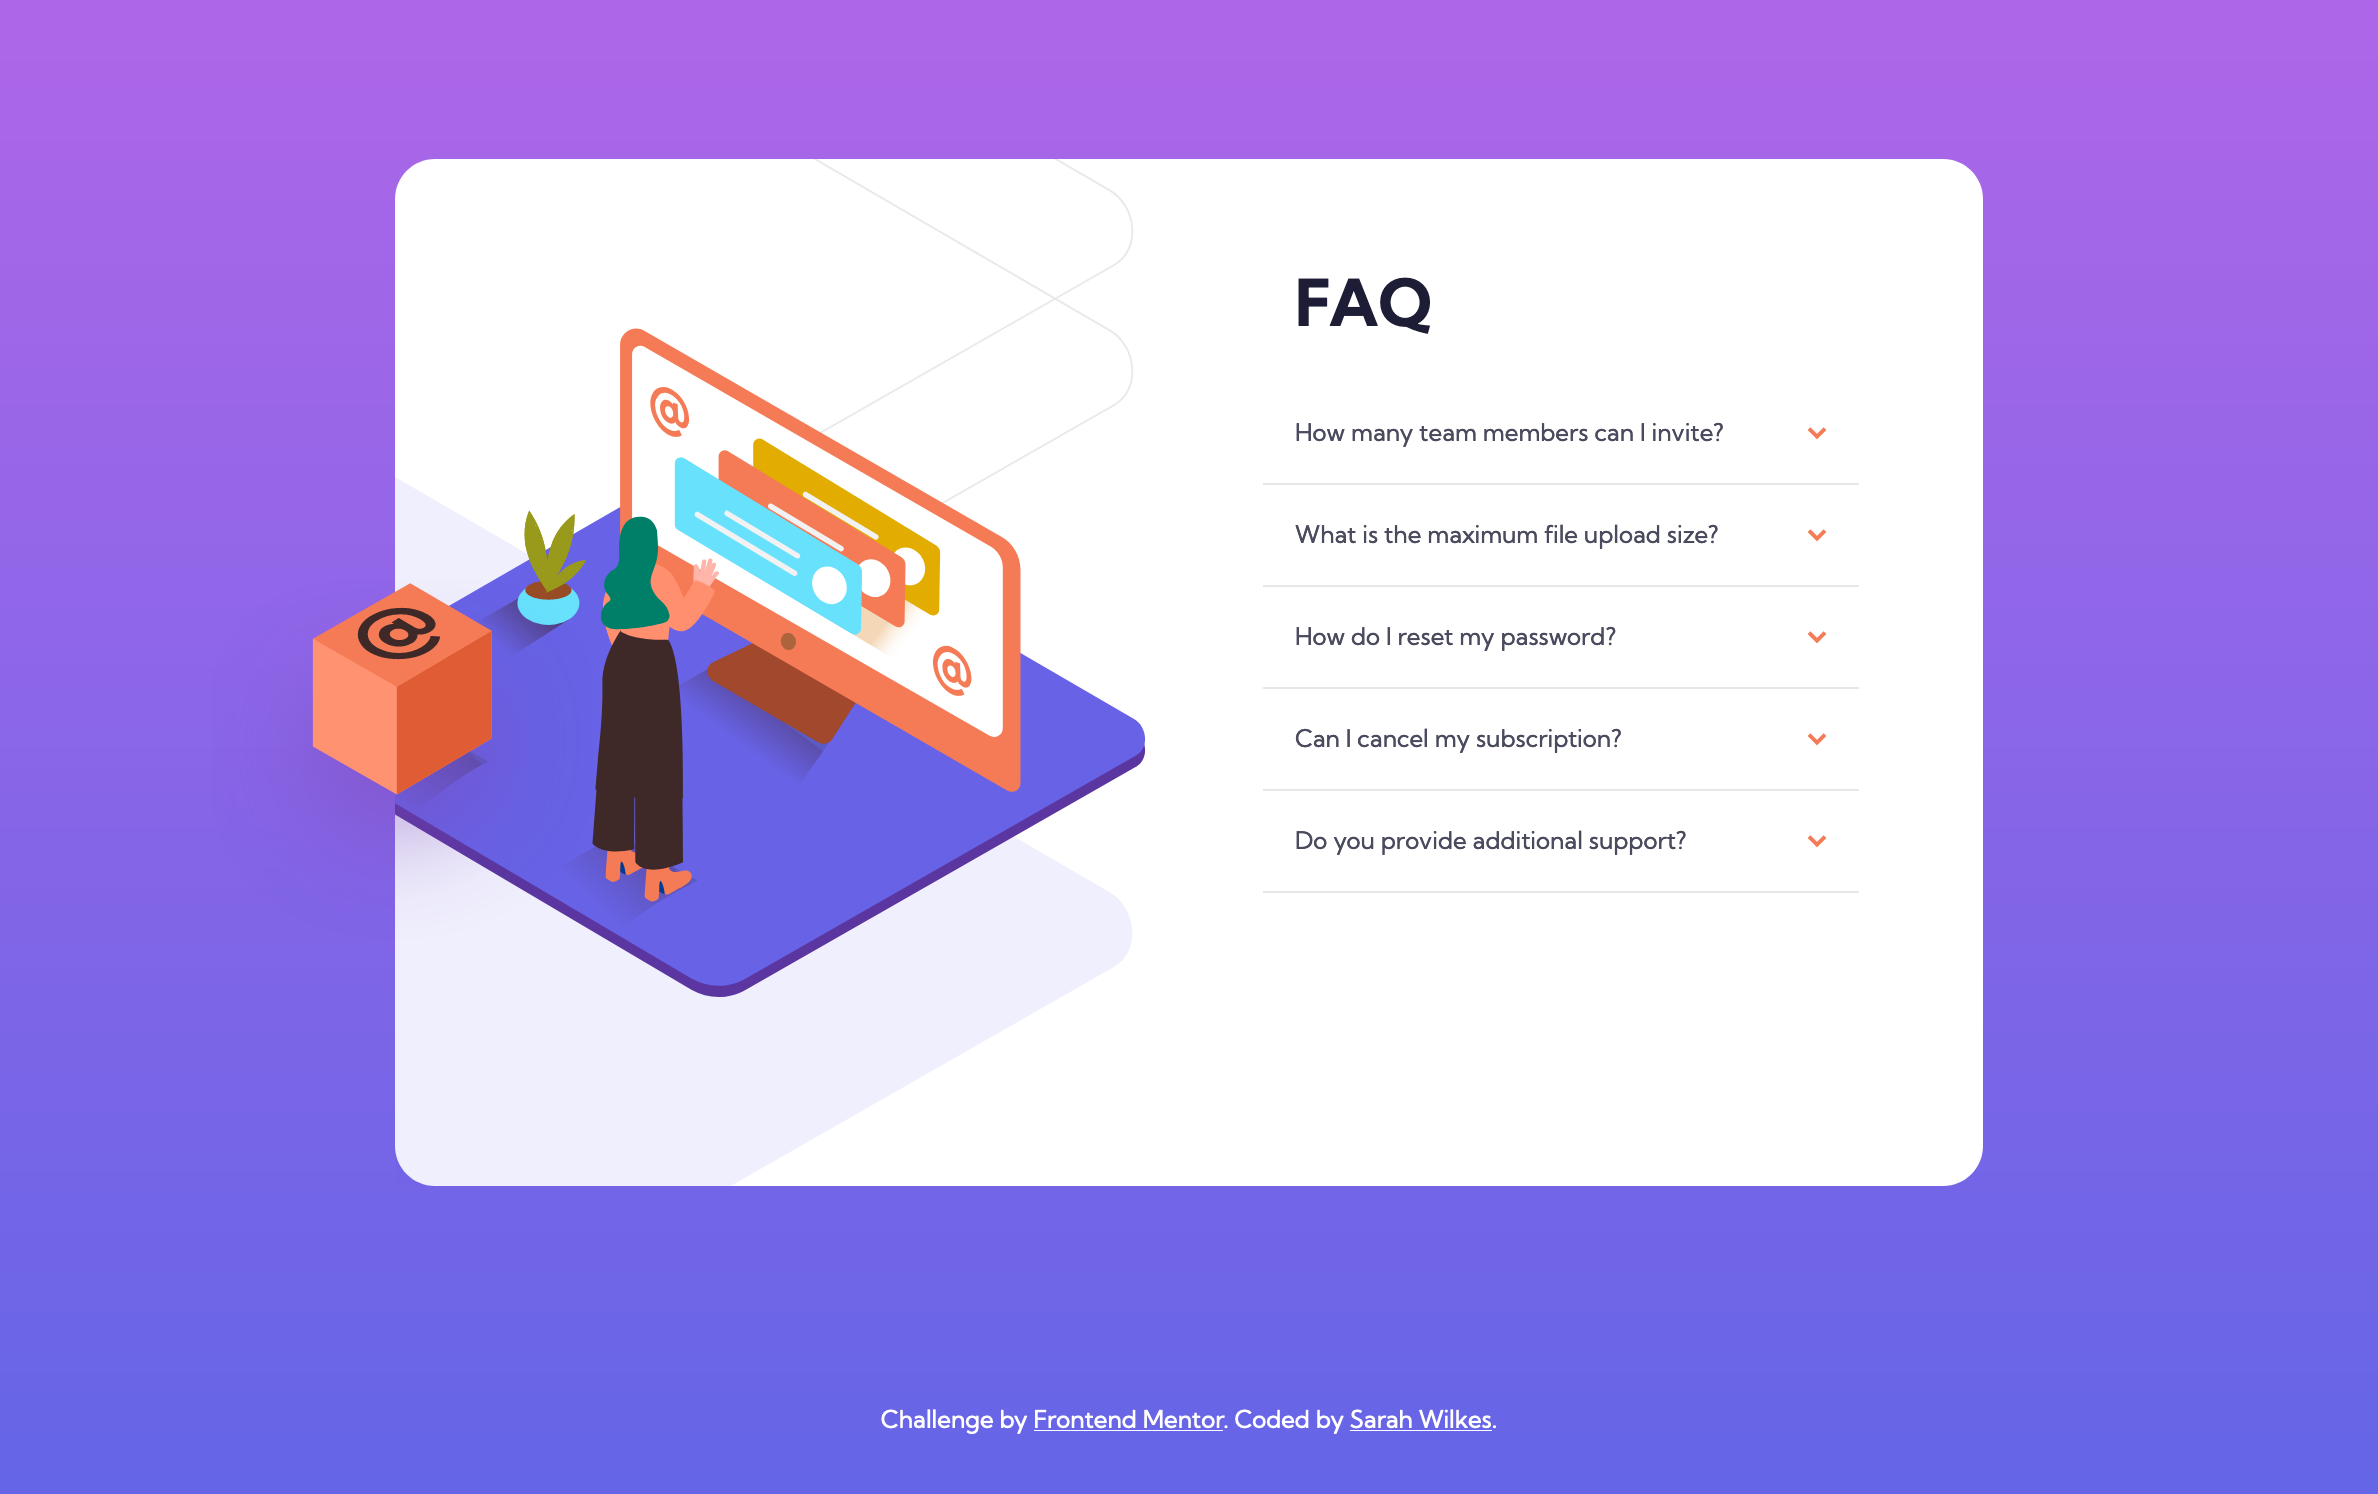 FAQ
How many team members can I invite?
What is the maximum file upload size?
How do I reset my password?
Can I cancel my subscription?
Do you provide additional support?
@
@
@
Challenge by Frontend Mentor. Coded by Sarah Wilkes.